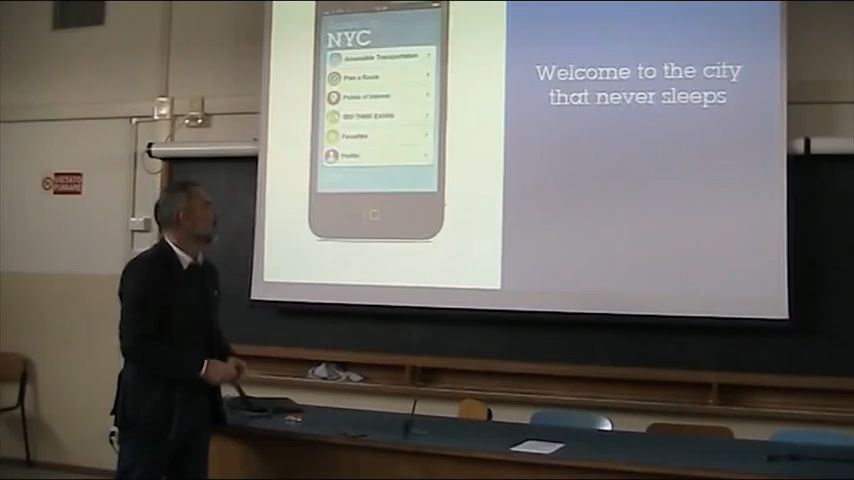 NYC
Accessible Transportation
Plan a Route
Points of Interest
Favorites
Profile
Welcome to the city
that never sleeps
VIETATO
FUMARE